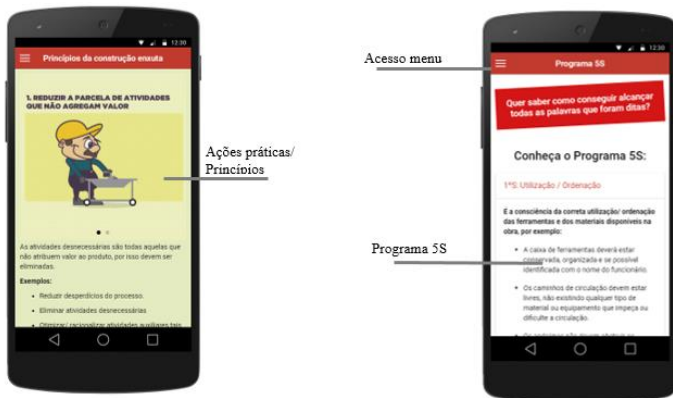 12:30
Princípios da construção enxuta
1. REDUZIR A PARCELA DE ATIVIDADES
QUE NÃO AGREGAM VALOR
As atividades desnecessárias são todas aquelas que
não atribuem valor ao produto, por isso devem ser
eliminadas.
Exemplos:
Reduzir desperdícios do processo.
Eliminar atividades desnecessárias
Otimizar/ racionalizar atividades auxiliares tais
Ações práticas/
Princípios
Acesso menu
Programa 5S
12:30
Programa 5S
Quer saber como conseguir alcançar
todas as palavras que foram ditas?
Conheça o Programa 5S:
1ºS: Utilização / Ordenação
É a consciência da correta utilização/ ordenação
das ferramentas e dos materiais disponíveis na
obra, por exemplo:
A caixa de ferramentas deverá estar
conservada, organizada e se possível
identificada com o nome do funcionário.
Os caminhos de circulação devem estar
livres, não existindo qualquer tipo de
material ou equipamento que impeça ou
dificulte a circulação.